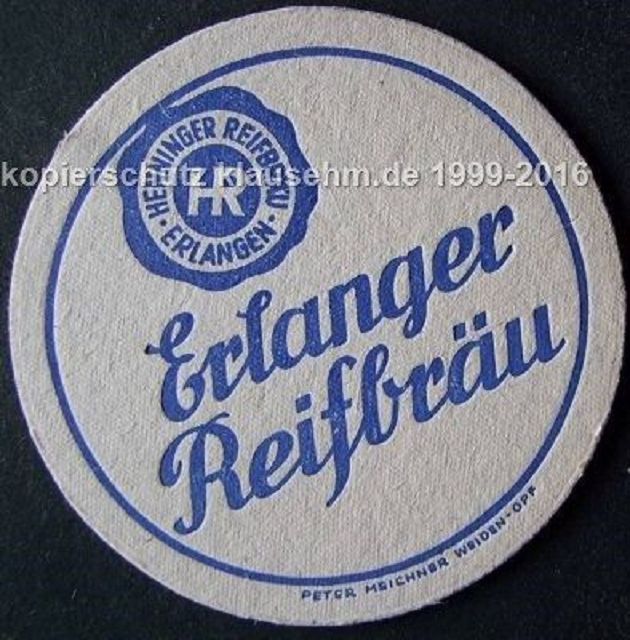 HENNINGER REIFBRÄU
HR
· ERLANGEN ·
kopierschutz klausehm.de 1999-2016
Erlanger
Reifbräu
PETER MEICHNER WEIDEN-OPF